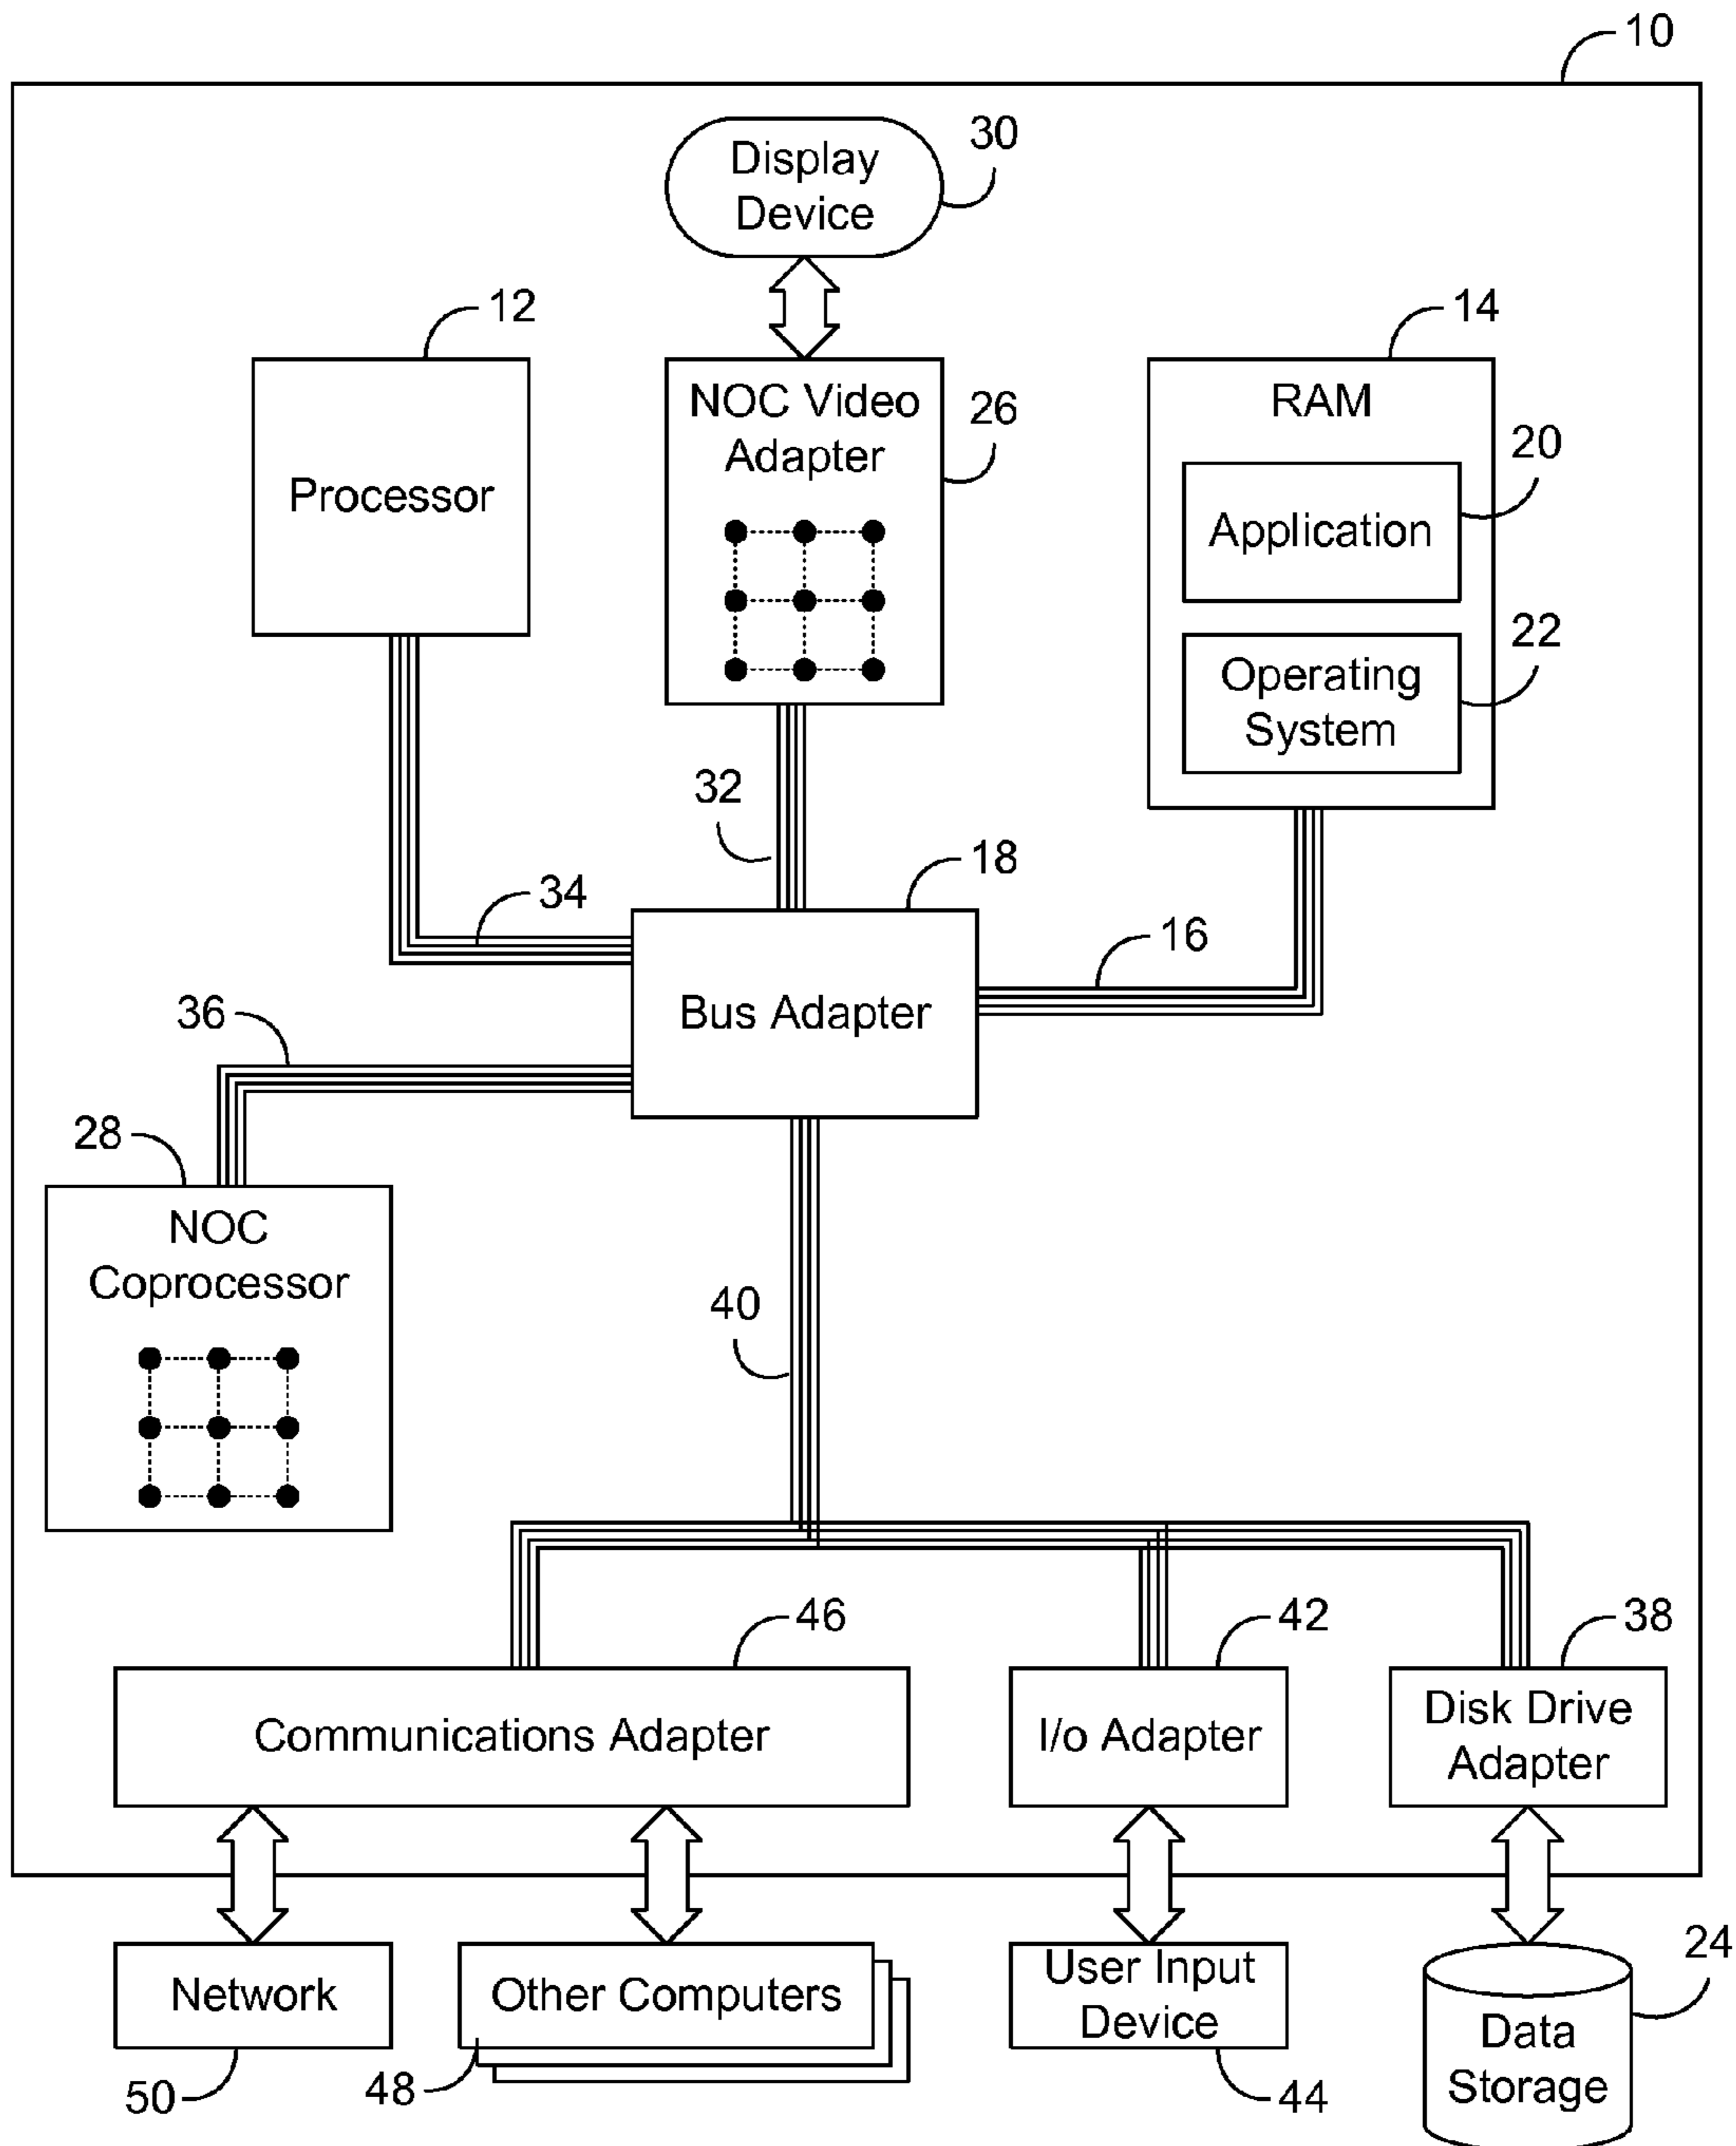 10
Display
Device
30
12
14
Processor
NOC Video
Adapter
26
RAM
20
Application
22
Operating
System
32
18
34
16
Bus Adapter
36
28
NOC
Coprocessor
40
46
42
38
Communications Adapter
I/o Adapter
Disk Drive
Adapter
Network
Other Computers
User Input
Device
24
Data
Storage
50
48
44